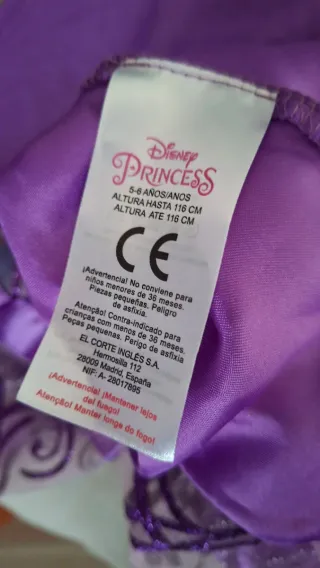 Disney
PRINCESS
5-6 AÑOS/ANOS
ALTURA HASTA 116 CM
ALTURA ATE 116 CM
CE
¡Advertencia! No conviene para
niños menores de 36 meses.
Piezas pequeñas. Peligro
de asfixia.
Atenção! Contra-indicado para
crianças com menos de 36 meses.
Peças pequenas. Perigo de asfixia
EL CORTE INGLÉS S.A.
Hermosilla 112
28009 Madrid, España
NIF: A- 28017895
¡Advertencia! ¡Mantener lejos
del fuego!
Atenção! Manter longe do fogo!